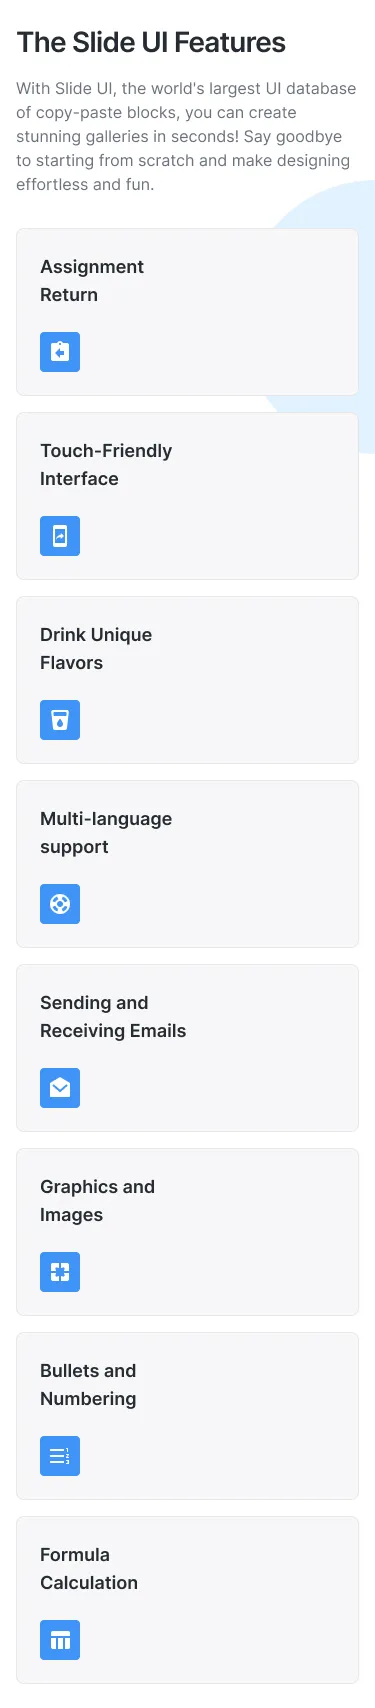 The Slide UI Features
With Slide UI, the world's largest UI database
of copy-paste blocks, you can create
stunning galleries in seconds! Say goodbye
to starting from scratch and make designing
effortless and fun.
Assignment
Return
Touch-Friendly
Interface
Drink Unique
Flavors
Multi-language
support
Sending and
Receiving Emails
Graphics and
Images
Bullets and
Numbering
1
2
3
Formula
Calculation